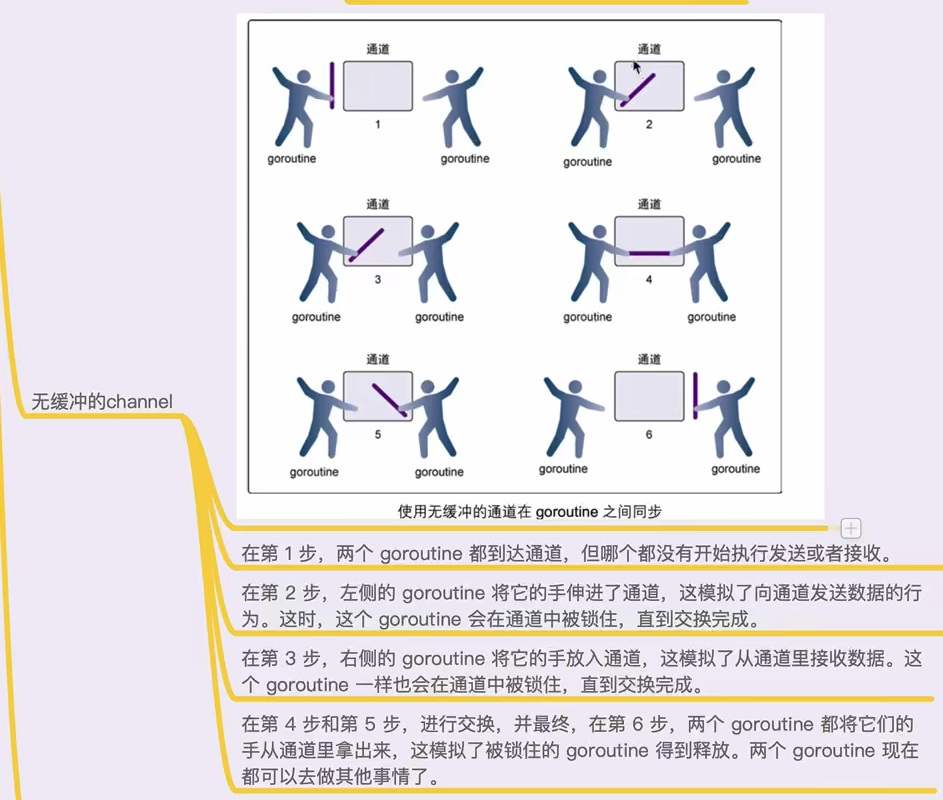 通道
通道
1
2
goroutine
goroutine
goroutine
goroutine
通道
通道
3
4
goroutine
goroutine
goroutine
goroutine
通道
通道
5
6
goroutine
goroutine
goroutine
goroutine
使用无缓冲的通道在 goroutine 之间同步
无缓冲的channel
在第 1 步，两个 goroutine 都到达通道，但哪个都没有开始执行发送或者接收。
在第 2 步，左侧的 goroutine 将它的手伸进了通道，这模拟了向通道发送数据的行
为。这时，这个 goroutine 会在通道中被锁住，直到交换完成。
在第 3 步，右侧的 goroutine 将它的手放入通道，这模拟了从通道里接收数据。这
个 goroutine 一样也会在通道中被锁住，直到交换完成。
在第 4 步和第 5 步，进行交换，并最终，在第 6 步，两个 goroutine 都将它们的
手从通道里拿出来，这模拟了被锁住的 goroutine 得到释放。两个 goroutine 现在
都可以去做其他事情了。